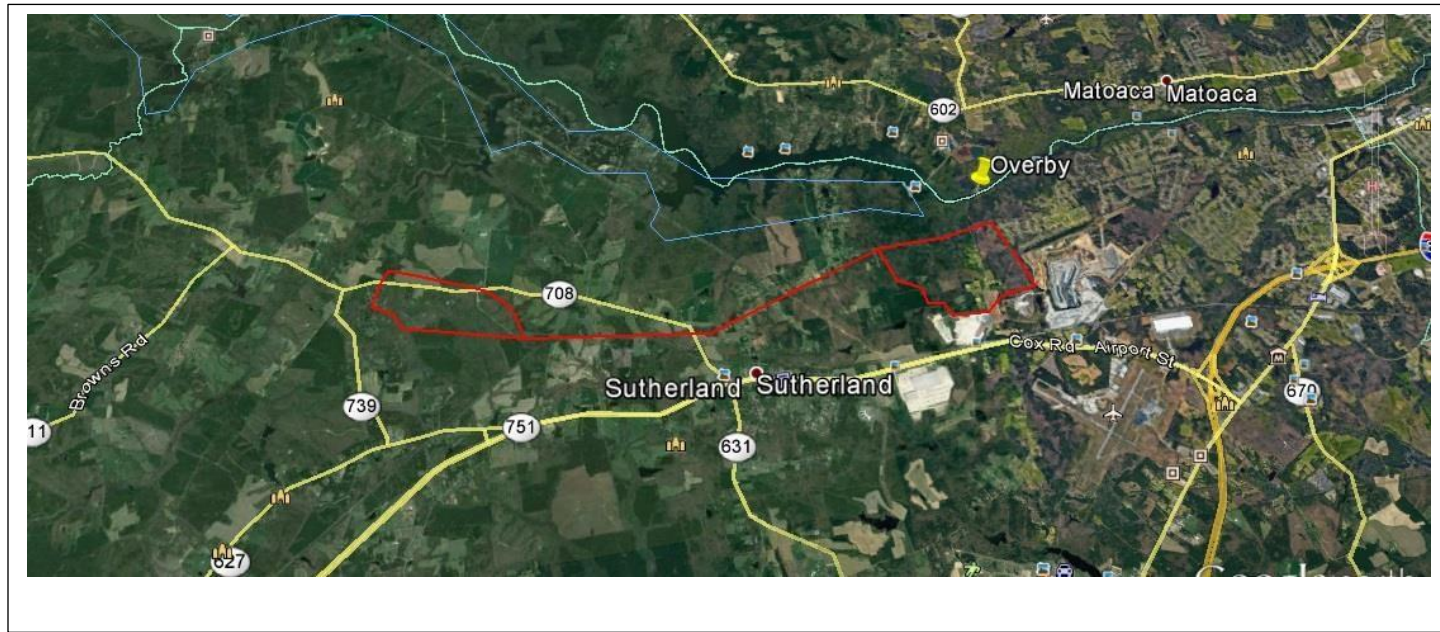 602
Matoaca
Matoaca
Overby
708
Browns Rd
Cox Rd
Airport St
Sutherland
Sutherland
739
670
11
751
631
627
H